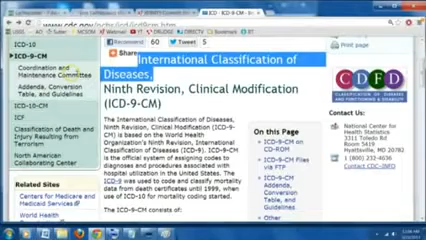 www.cdc.gov/nchs/icd/icd9cm.htm
Recommend 60 Tweet 5
Share
ICD-10
ICD-9-CM
Coordination and
Maintenance Committee
Addenda, Conversion
Table, and Guidelines
ICD-10-CM
ICF
Classification of Death and
Injury Resulting from
Terrorism
North American
Collaborating Center
Related Sites
Centers for Medicare and
Medicaid Services
World Health
International Classification of
Diseases,
Ninth Revision, Clinical Modification
(ICD-9-CM)
The International Classification of Diseases,
Ninth Revision, Clinical Modification (ICD-9-
CM) is based on the World Health
Organization's Ninth Revision, International
Classification of Diseases (ICD-9). ICD-9-CM
is the official system of assigning codes to
diagnoses and procedures associated with
hospital utilization in the United States. The
ICD-9 was used to code and classify mortality
data from death certificates until 1999, when
use of ICD-10 for mortality coding started.
The ICD-9-CM consists of:
On this Page
ICD-9-CM on
CD-ROM
ICD-9-CM Files
via FTP
ICD-9-CM
Addenda,
Conversion
Table, and
Guidelines
Print page
CDFD
CLASSIFICATION OF DISEASES
AND FUNCTIONING & DISABILITY
Contact Us:
National Center for
Health Statistics
3311 Toledo Rd
Room 5419
Hyattsville, MD 20782
1 (800) 232-4636
Contact CDC-INFO